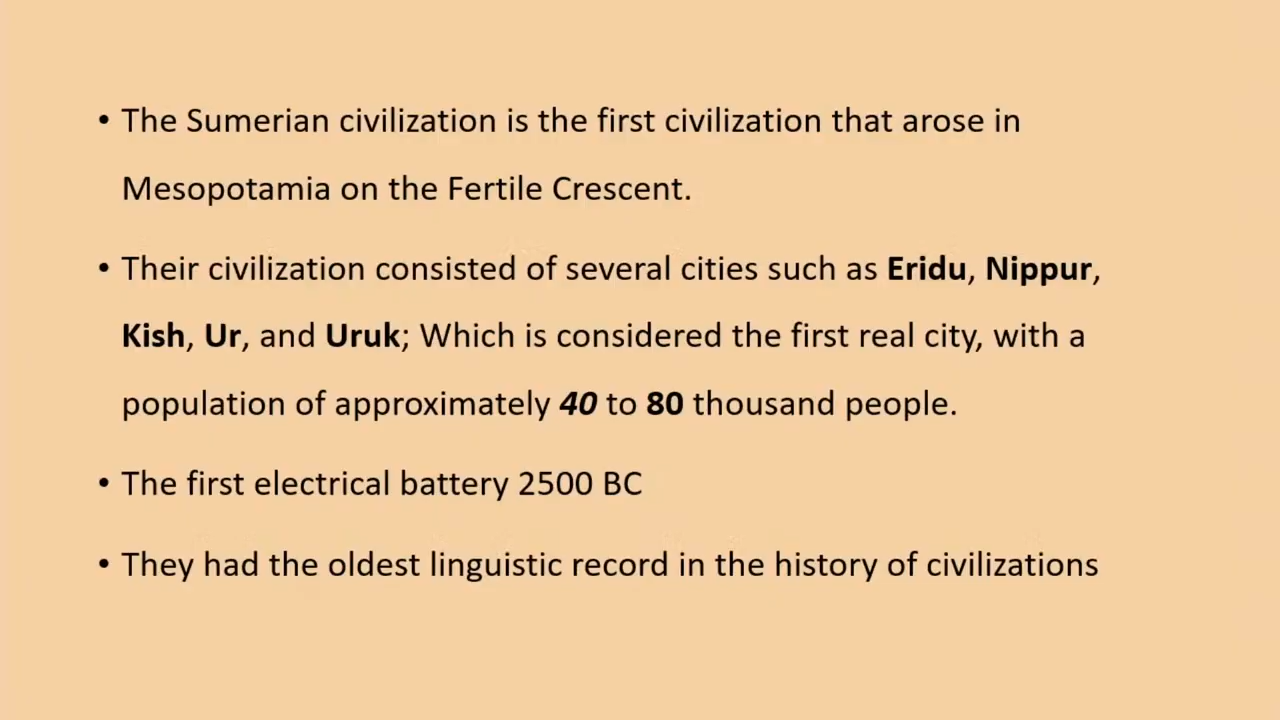 • The Sumerian civilization is the first civilization that arose in
Mesopotamia on the Fertile Crescent.
• Their civilization consisted of several cities such as Eridu, Nippur,
Kish, Ur, and Uruk; Which is considered the first real city, with a
population of approximately 40 to 80 thousand people.
• The first electrical battery 2500 BC
• They had the oldest linguistic record in the history of civilizations